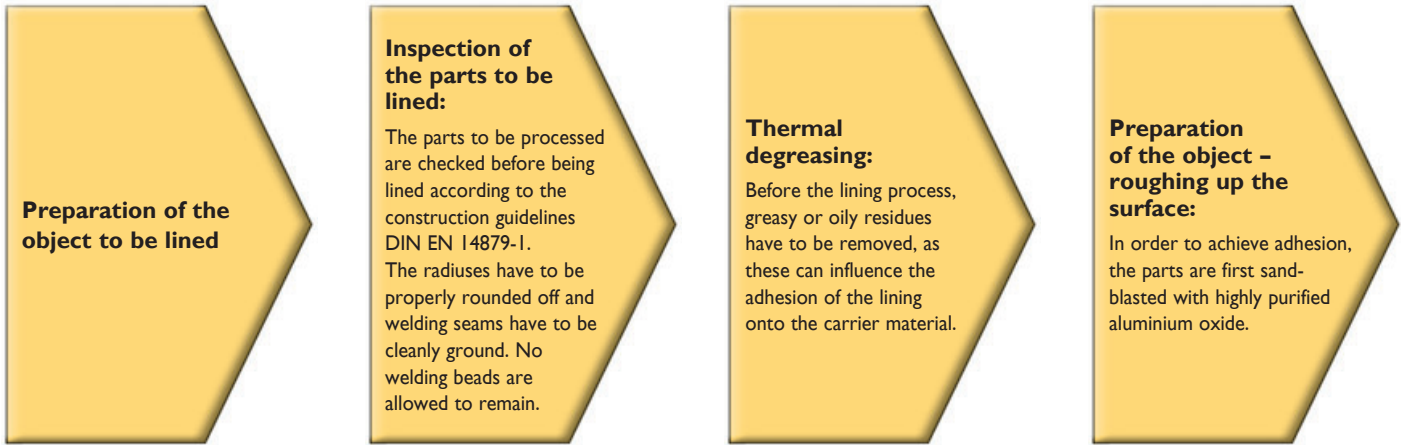 Preparation of the
object to be lined
Inspection of
the parts to be
lined:
The parts to be processed
are checked before being
lined according to the
construction guidelines
DIN EN 14879-1.
The radiuses have to be
properly rounded off and
welding seams have to be
cleanly ground. No
welding beads are
allowed to remain.
Thermal
degreasing:
Before the lining process,
greasy or oily residues
have to be removed, as
these can influence the
adhesion of the lining
onto the carrier material.
Preparation
of the object –
roughing up the
surface:
In order to achieve adhesion,
the parts are first sand-
blasted with highly purified
aluminium oxide.